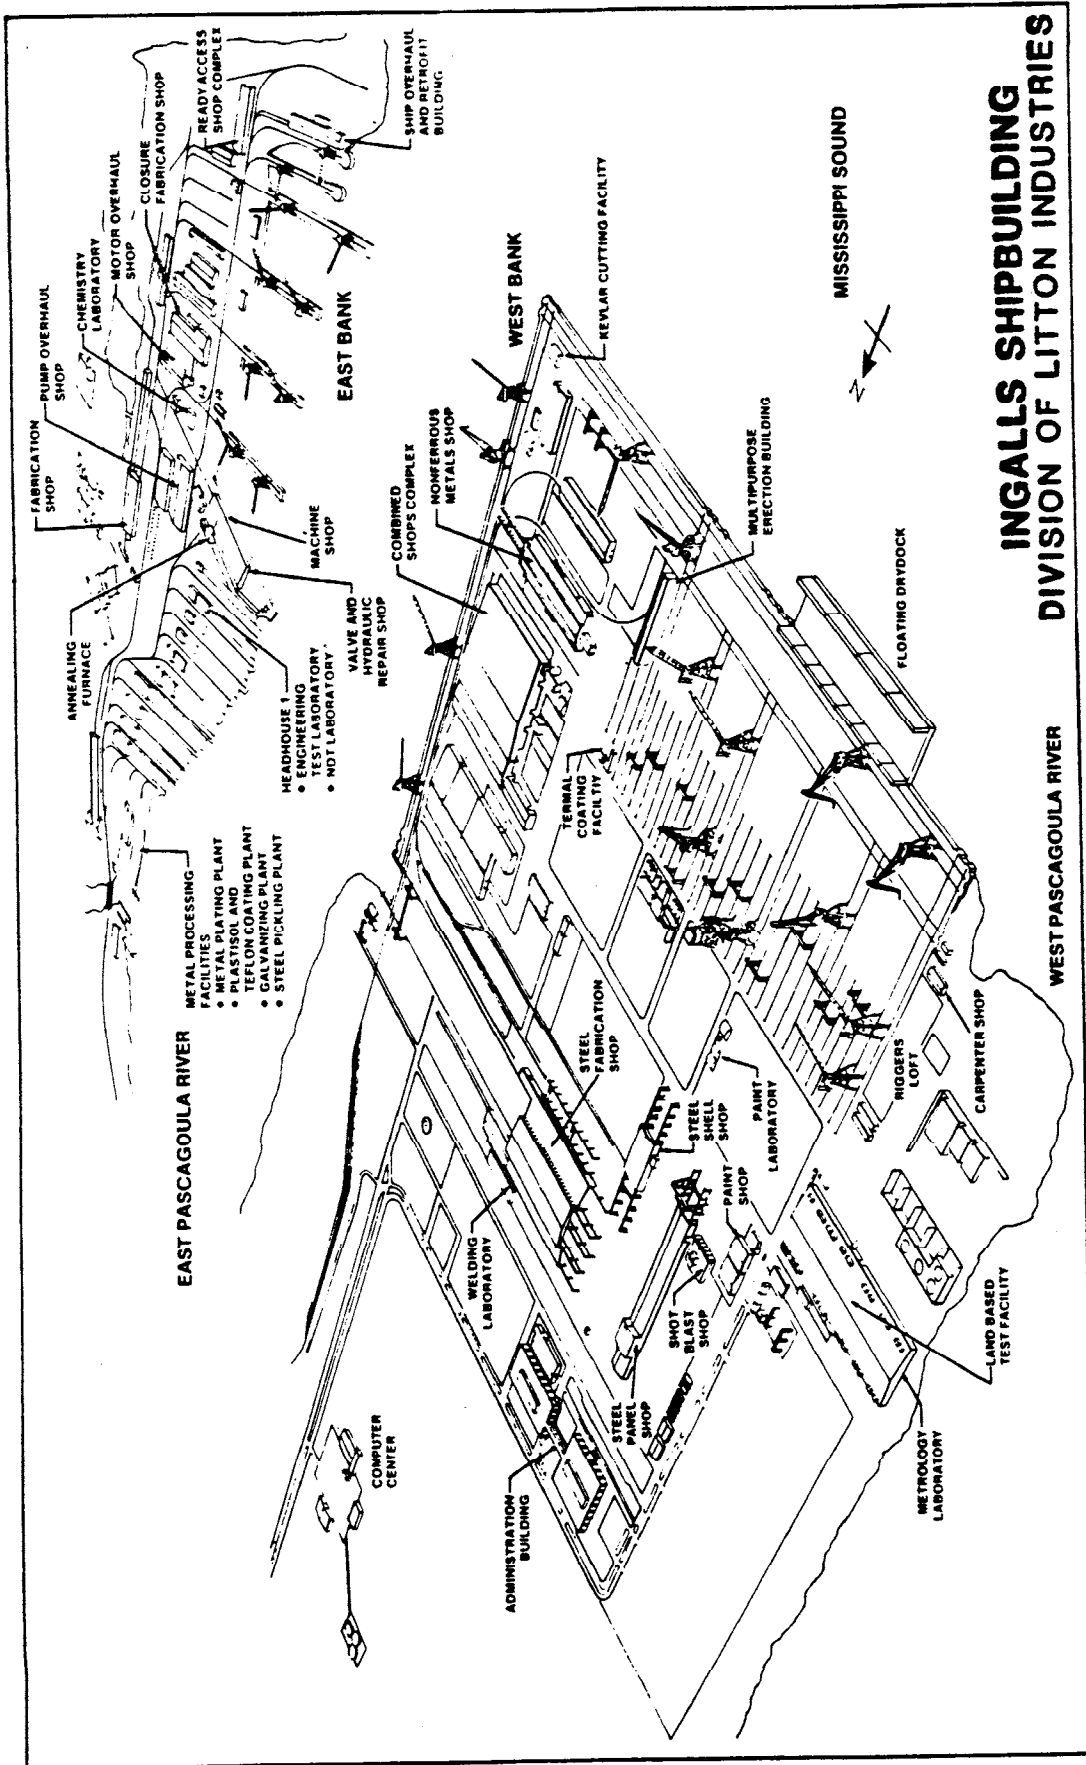 FABRICATION
SHOP
PUMP OVERHAUL
SHOP
CHEMISTRY
LABORATORY
MOTOR OVERHAUL
SHOP
CLOSURE
FABRICATION SHOP
READY ACCESS
SHOP COMPLEX
SHIP OVERHAUL
AND RETROFIT
BUILDING
ANNEALING
FURNACE
MACHINE
SHOP
VALVE AND
HYDRAULIC
REPAIR SHOP
HEADHOUSE 1
• ENGINEERING
TEST LABORATORY
• NDT LABORATORY
METAL PROCESSING
FACILITIES
• METAL PLATING PLANT
• PLASTISOL AND
TEFLON COATING PLANT
• GALVANIZING PLANT
• STEEL PICKLING PLANT
EAST BANK
EAST PASCAGOULA RIVER
COMPUTER
CENTER
ADMINISTRATION
BUILDING
WELDING
LABORATORY
STEEL
FABRICATION
SHOP
COMBINED
SHOPS COMPLEX
NONFERROUS
METALS SHOP
WEST BANK
KEVLAR CUTTING FACILITY
MULTIPURPOSE
ERECTION BUILDING
TERMAL
COATING
FACILTIY
STEEL
SHELL
SHOP
PAINT
LABORATORY
PAINT
SHOP
SHOT
BLAST
SHOP
STEEL
PANEL
SHOP
RIGGERS
LOFT
CARPENTER SHOP
LAND BASED
TEST FACILITY
METROLOGY
LABORATORY
FLOATING DRYDOCK
MISSISSIPPI SOUND
N
WEST PASCAGOULA RIVER
INGALLS SHIPBUILDING
DIVISION OF LITTON INDUSTRIES